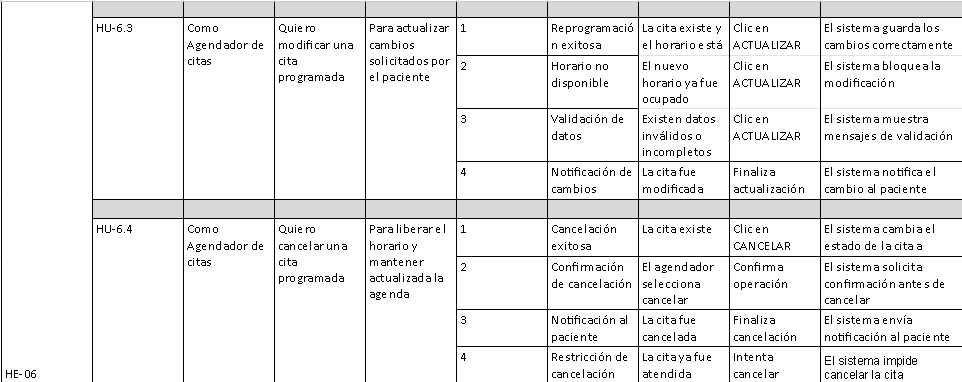 HU-6.3
Como
Agendador de
citas
Quiero
modificar una
cita
programada
Para actualizar
cambios
solicitados por
el paciente
1
Reprogramació
n exitosa
La cita existe y
el horario está
Clic en
ACTUALIZAR
El sistema guarda los
cambios correctamente
2
Horario no
disponible
El nuevo
horario ya fue
ocupado
Clic en
ACTUALIZAR
El sistema bloquea la
modificación
3
Validación de
datos
Existen datos
inválidos o
incompletos
Clic en
ACTUALIZAR
El sistema muestra
mensajes de validación
4
Notificación de
cambios
La cita fue
modificada
Finaliza
actualización
El sistema notifica el
cambio al paciente
HU-6.4
Como
Agendador de
citas
Quiero
cancelar una
cita
programada
Para liberar el
horario y
mantener
actualizada la
agenda
1
Cancelación
exitosa
La cita existe
Clic en
CANCELAR
El sistema cambia el
estado de la cita a
2
Confirmación
de cancelación
El agendador
selecciona
cancelar
Confirma
operación
El sistema solicita
confirmación antes de
cancelar
3
Notificación al
paciente
La cita fue
cancelada
Finaliza
cancelación
El sistema envía
notificación al paciente
4
Restricción de
cancelación
La cita ya fue
atendida
Intenta
cancelar
El sistema impide
cancelar la cita
HE-06